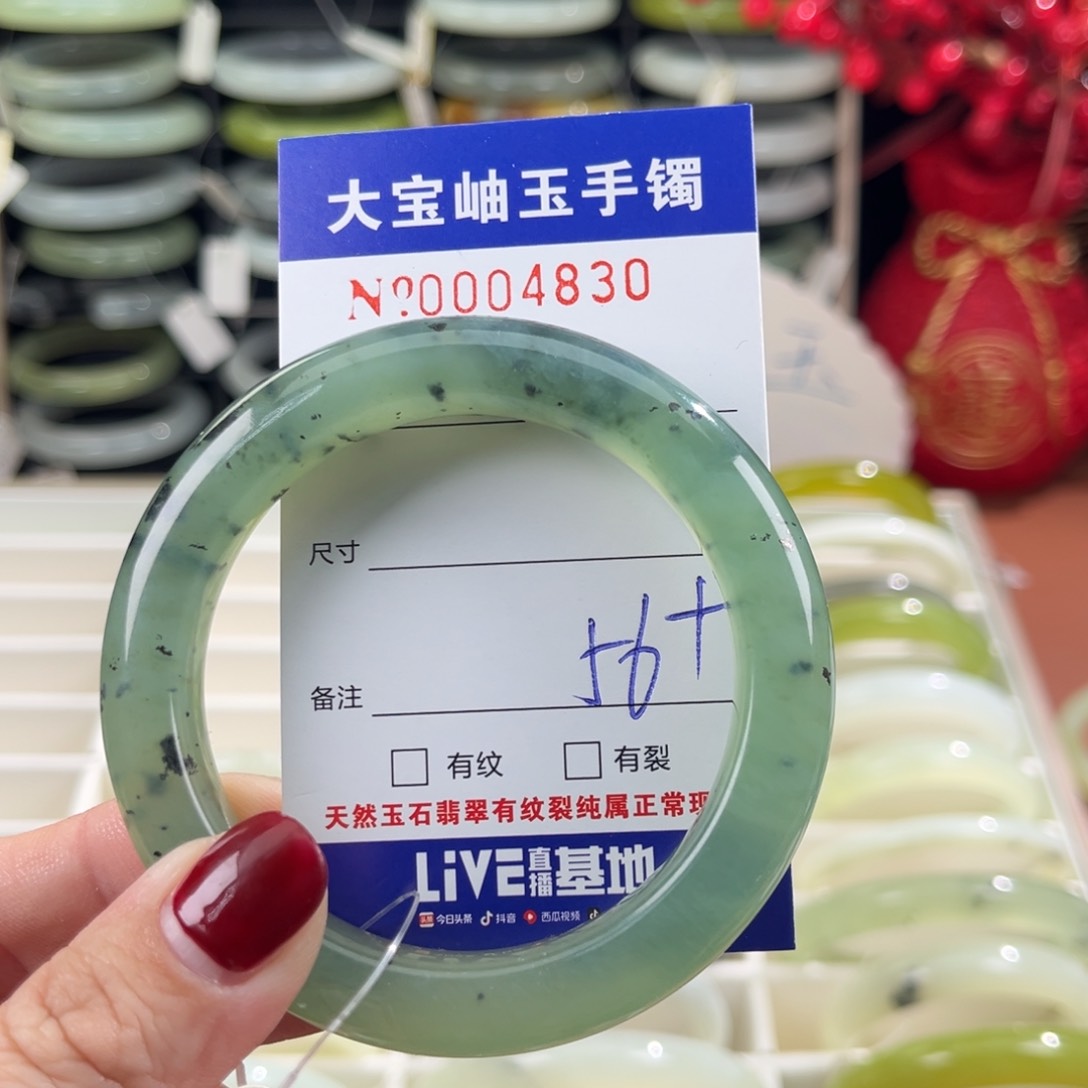 大宝岫玉手镯
Nº0004830
尺寸
56+
备注
有纹 有裂
天然玉石翡翠有纹裂纯属正常现
LiVE直播基地
今日头条 抖音 西瓜视频
玉